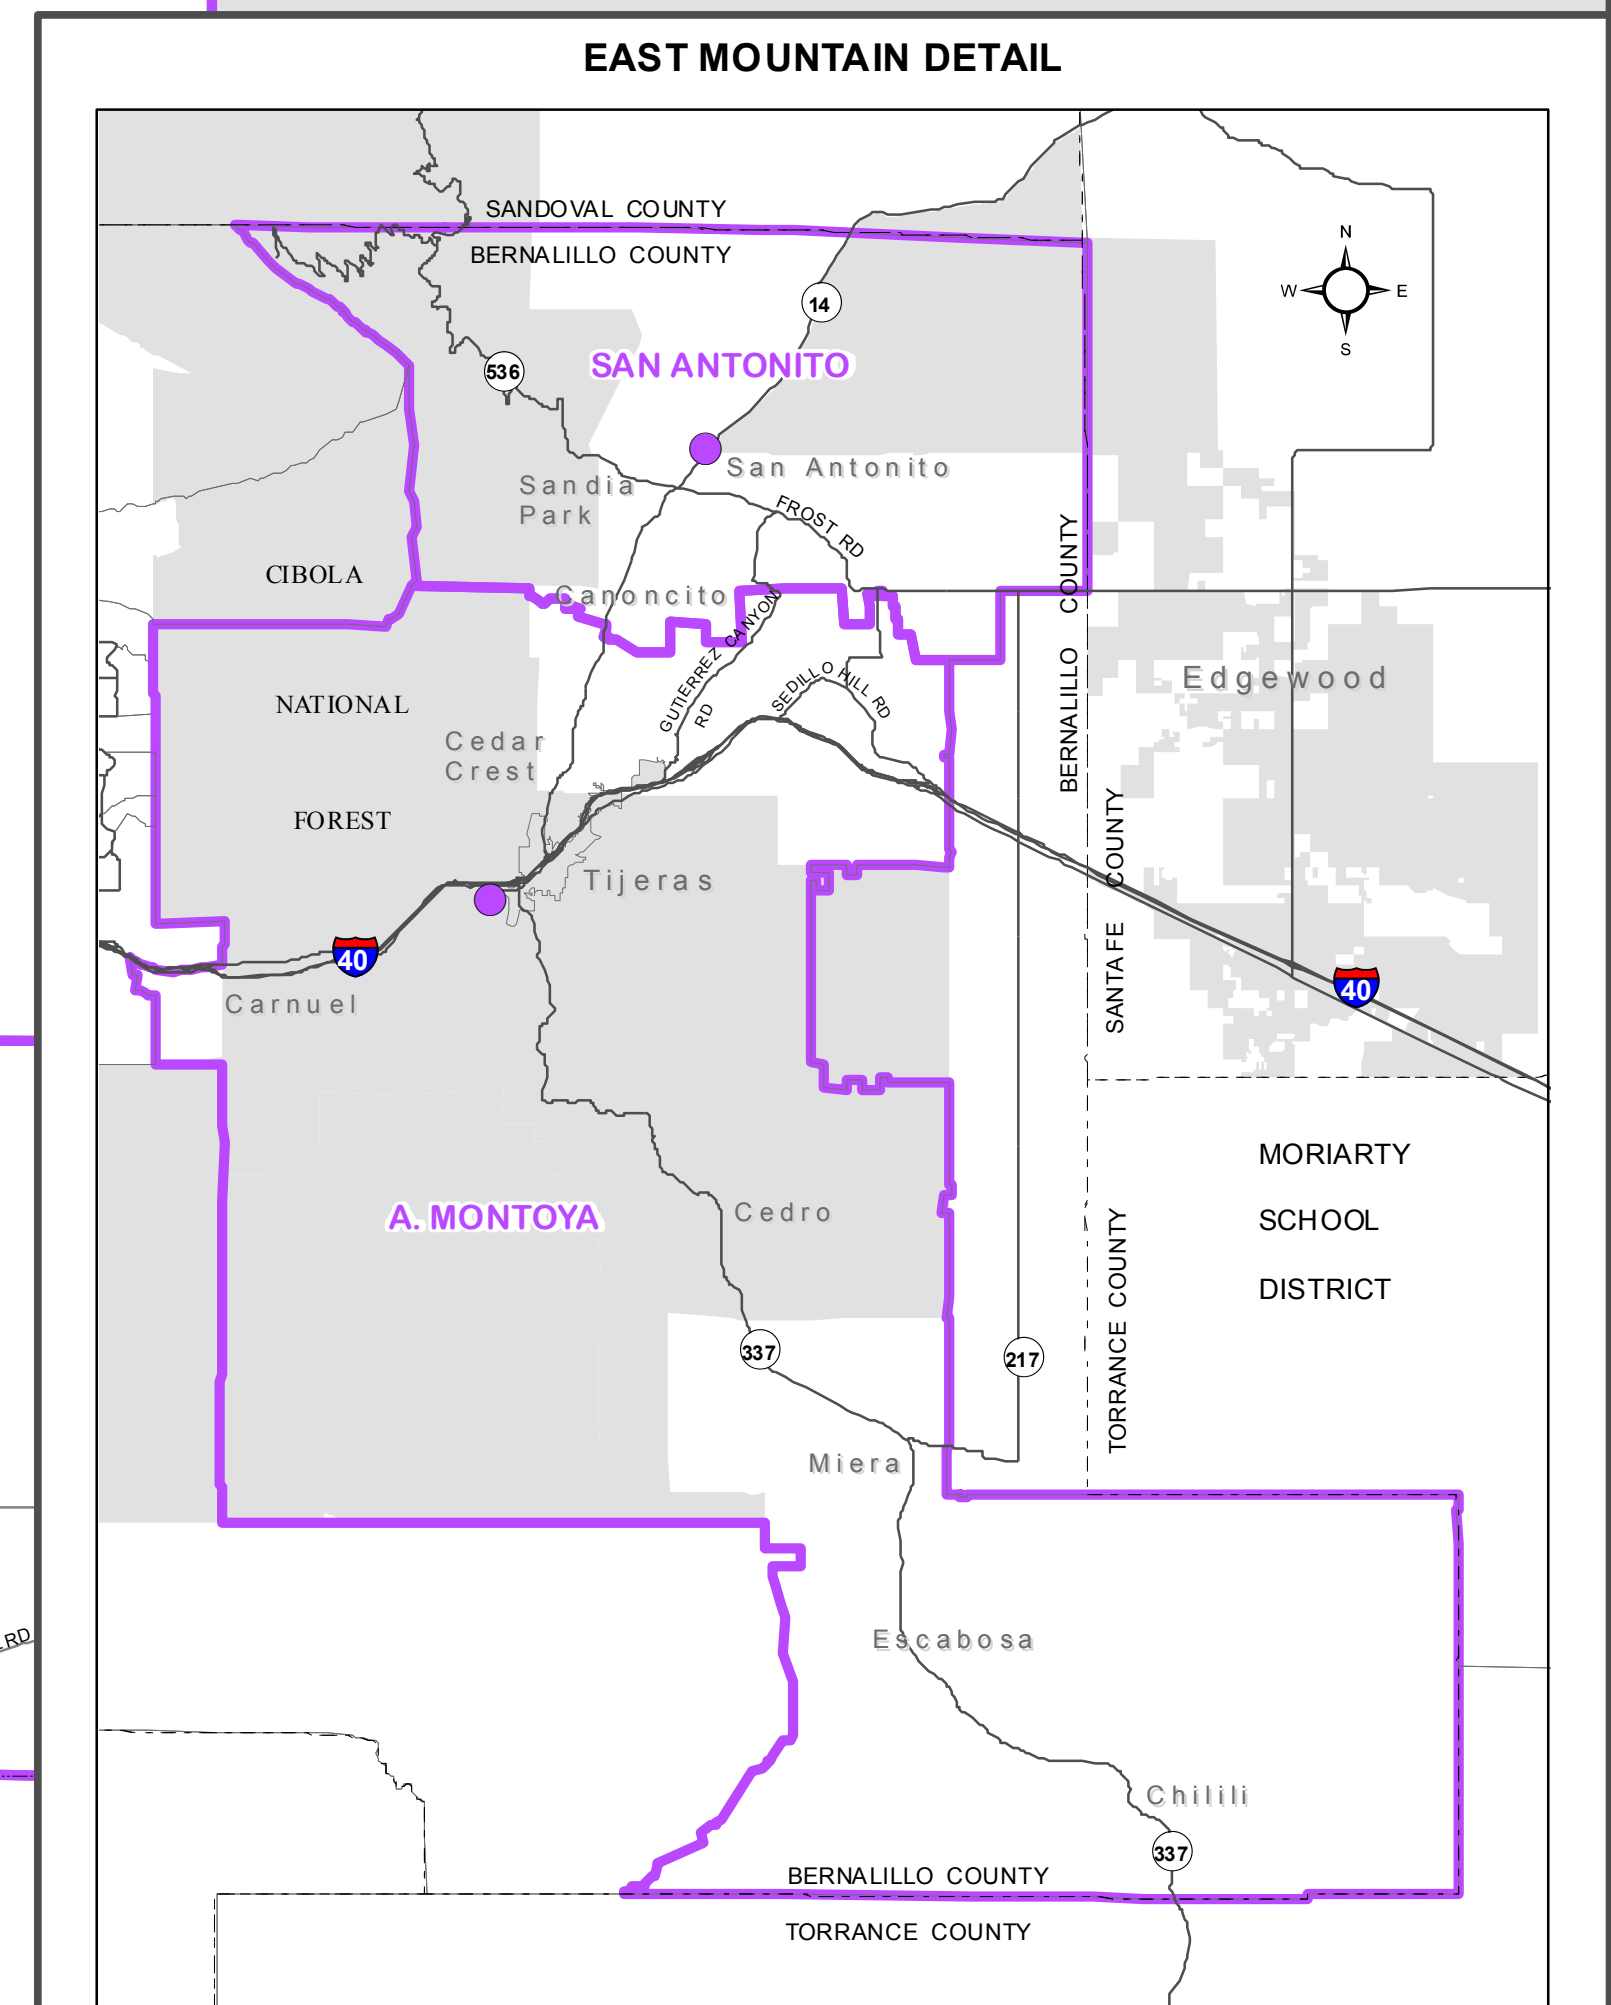 EAST MOUNTAIN DETAIL
SANDOVAL COUNTY
BERNALILLO COUNTY
N
W
E
S
14
SAN ANTONITO
536
San Antonito
Sandia
Park
FROST RD
CIBOLA
Canoncito
GUTIERREZ CANYON
RD
SEDILLO HILL RD
BERNALILLO COUNTY
Edgewood
NATIONAL
Cedar
Crest
FOREST
SANTA FE COUNTY
Tijeras
40
40
Carnuel
MORIARTY
SCHOOL
DISTRICT
A. MONTOYA
Cedro
TORRANCE COUNTY
337
217
Miera
RD
Escabosa
Chilili
337
BERNALILLO COUNTY
TORRANCE COUNTY